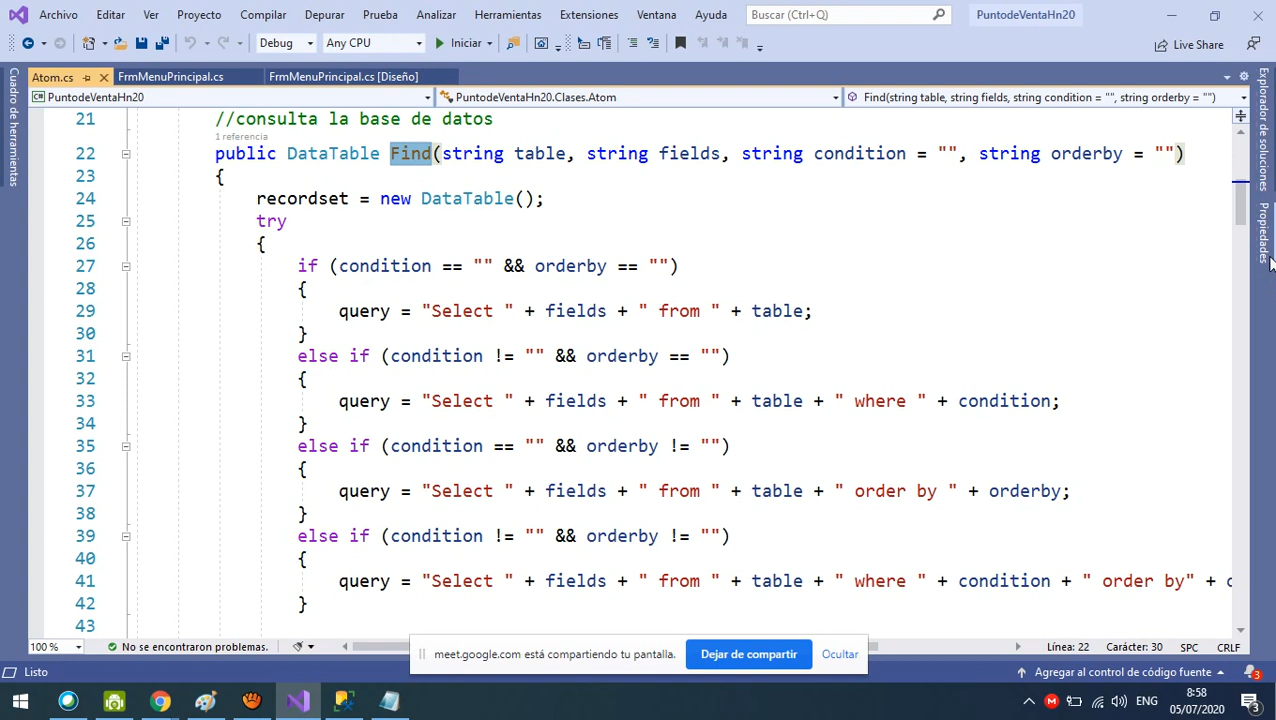 Archivo Editar Ver Proyecto Compilar Depurar Prueba Analizar Herramientas Extensiones Ventana Ayuda Buscar (Ctrl+Q) PuntodeVentaHn20
Debug Any CPU Iniciar Live Share
Atom.cs FrmMenuPrincipal.cs FrmMenuPrincipal.cs [Diseño]
PuntodeVentaHn20 PuntodeVentaHn20.Clases.Atom Find(string table, string fields, string condition = "", string orderby = "")
Cuadro de herramientas
Explorador de soluciones
Propiedades
21 //consulta la base de datos
1 referencia
22 public DataTable Find(string table, string fields, string condition = "", string orderby = "")
23 {
24 recordset = new DataTable();
25 try
26 {
27 if (condition == "" && orderby == "")
28 {
29 query = "Select " + fields + " from " + table;
30 }
31 else if (condition != "" && orderby == "")
32 {
33 query = "Select " + fields + " from " + table + " where " + condition;
34 }
35 else if (condition == "" && orderby != "")
36 {
37 query = "Select " + fields + " from " + table + " order by " + orderby;
38 }
39 else if (condition != "" && orderby != "")
40 {
41 query = "Select " + fields + " from " + table + " where " + condition + " order by" +
42 }
43
100 % No se encontraron problemas. Línea: 22 Carácter: 30 SPC CRLF
meet.google.com está compartiendo tu pantalla. Dejar de compartir Ocultar
Listo Agregar al control de código fuente 3
ENG 8:58
05/07/2020 3